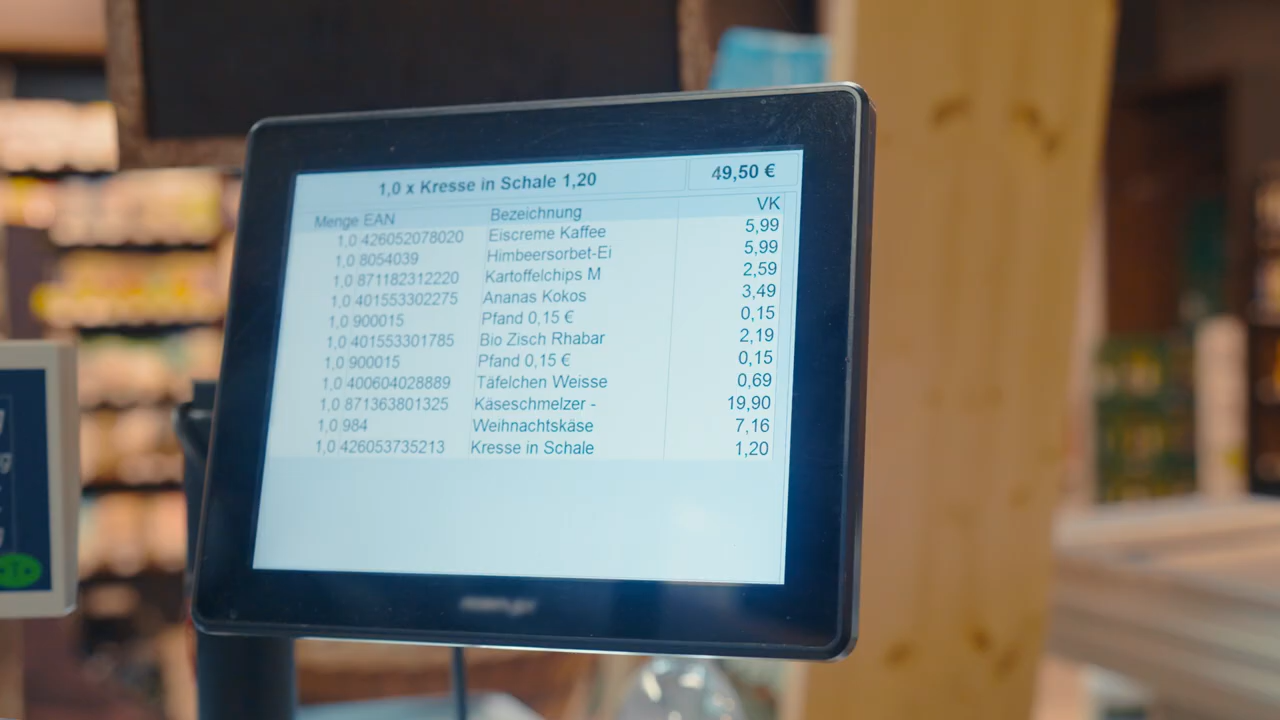 1,0 x Kresse in Schale 1,20 49,50 €
Menge EAN Bezeichnung VK
1,0 426052078020 Eiscreme Kaffee 5,99
1,0 8054039 Himbeersorbet-Ei 5,99
1,0 871182312220 Kartoffelchips M 2,59
1,0 401553302275 Ananas Kokos 3,49
1,0 900015 Pfand 0,15 € 0,15
1,0 401553301785 Bio Zisch Rhabar 2,19
1,0 900015 Pfand 0,15 € 0,15
1,0 400604028889 Täfelchen Weisse 0,69
1,0 871363801325 Käseschmelzer - 19,90
1,0 984 Weihnachtskäse 7,16
1,0 426053735213 Kresse in Schale 1,20